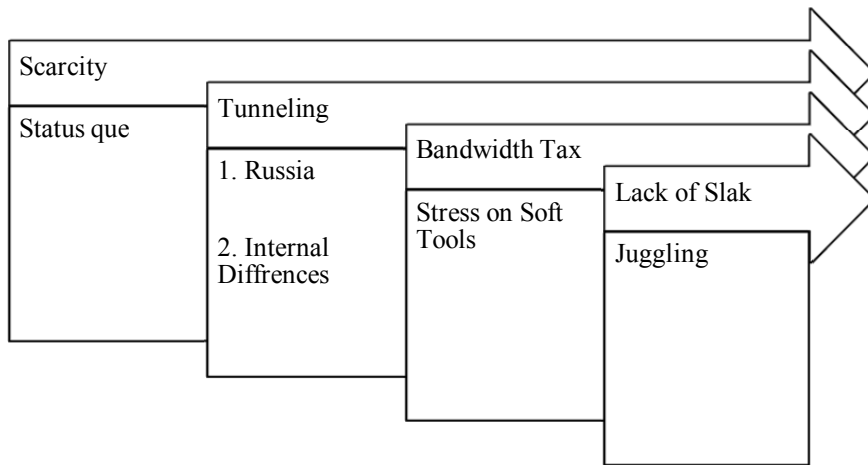 Scarcity
Status que
Tunneling
1. Russia
2. Internal
Diffrences
Bandwidth Tax
Stress on Soft
Tools
Lack of Slak
Juggling